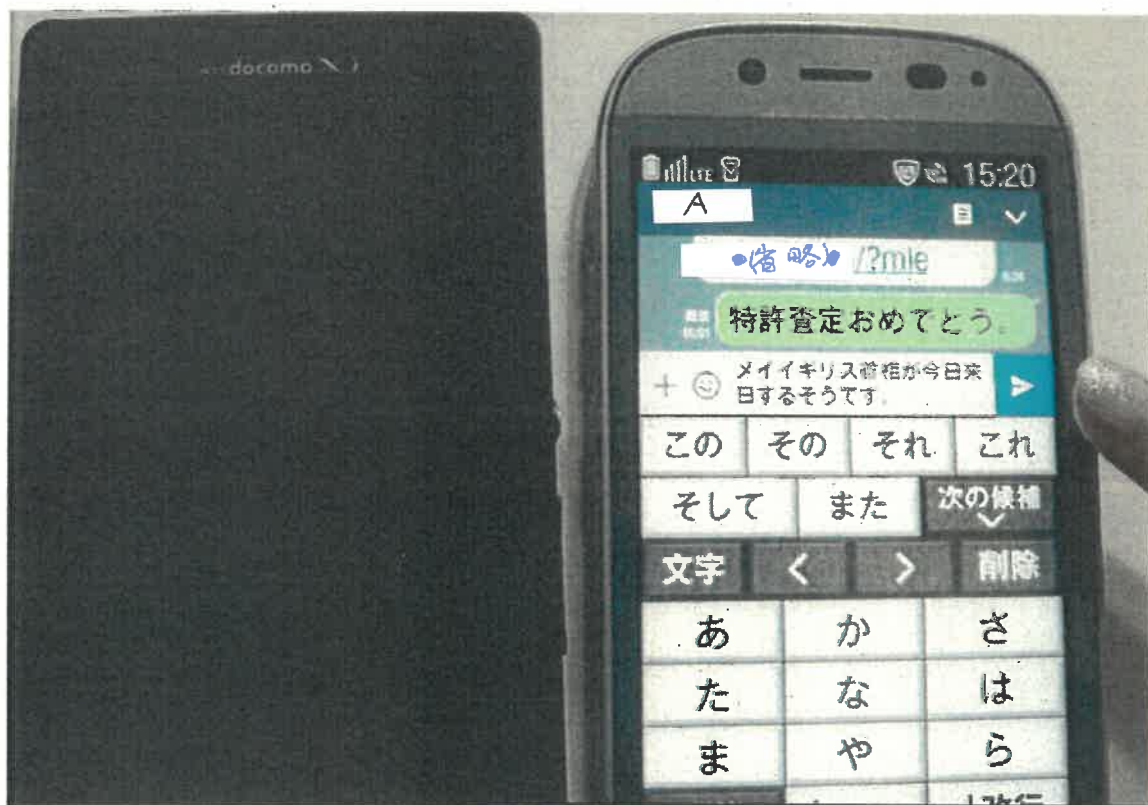 docomo
LTE 15:20
A
(省略) /?mle
特許査定おめでとう。
メイイギリス首相が今日来
日するそうです。
この その それ これ
そして また 次の候補
文字 < > 削除
あ か さ
た な は
ま や ら
改行